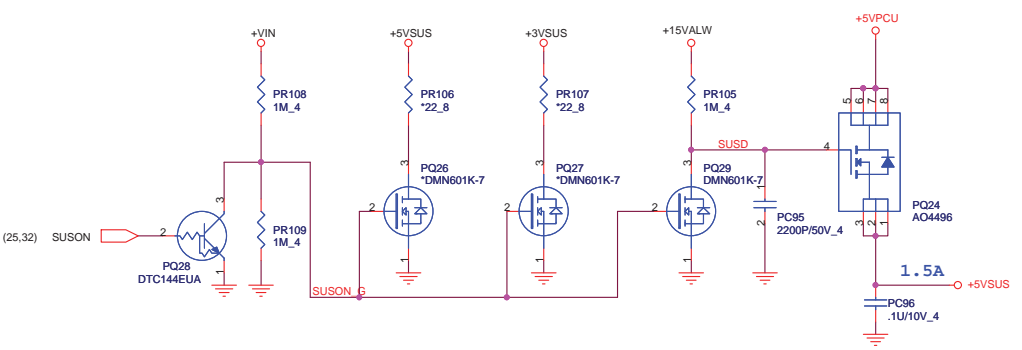 +5VPCU
+VIN
+5VSUS
+3VSUS
+15VALW
PR108
1M_4
PR106
*22_8
PR107
*22_8
PR105
1M_4
5
6
7
8
SUSD
4
3
PQ26
*DMN601K-7
3
PQ27
*DMN601K-7
3
PQ29
DMN601K-7
3
2
2
2
2
1
1
1
1
1
2
PC95
2200P/50V_4
3
2
1
PQ24
AO4496
(25,32)
SUSON
PQ28
DTC144EUA
PR109
1M_4
SUSON_G
1.5A
+5VSUS
PC96
.1U/10V_4